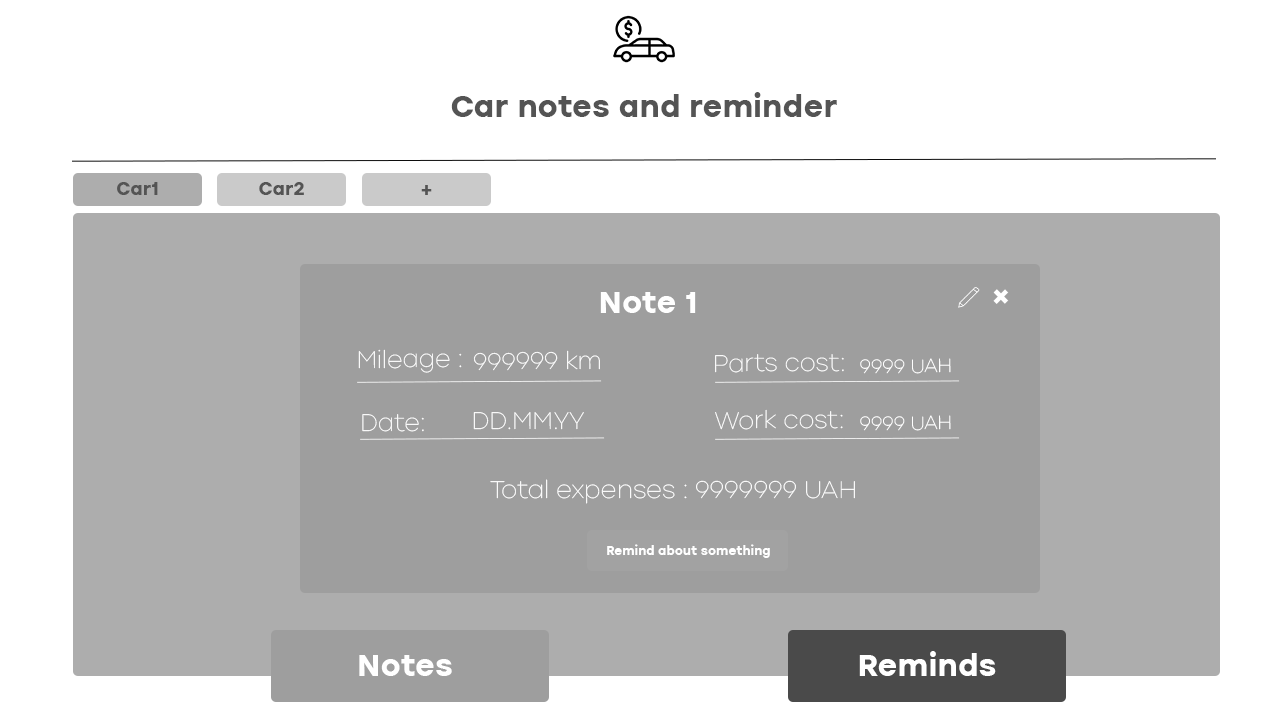 $
Car notes and reminder
Car1 Car2 +
Note 1
Mileage : 999999 km Parts cost: 9999 UAH
Date: DD.MM.YY Work cost: 9999 UAH
Total expenses : 9999999 UAH
Remind about something
Notes Reminds